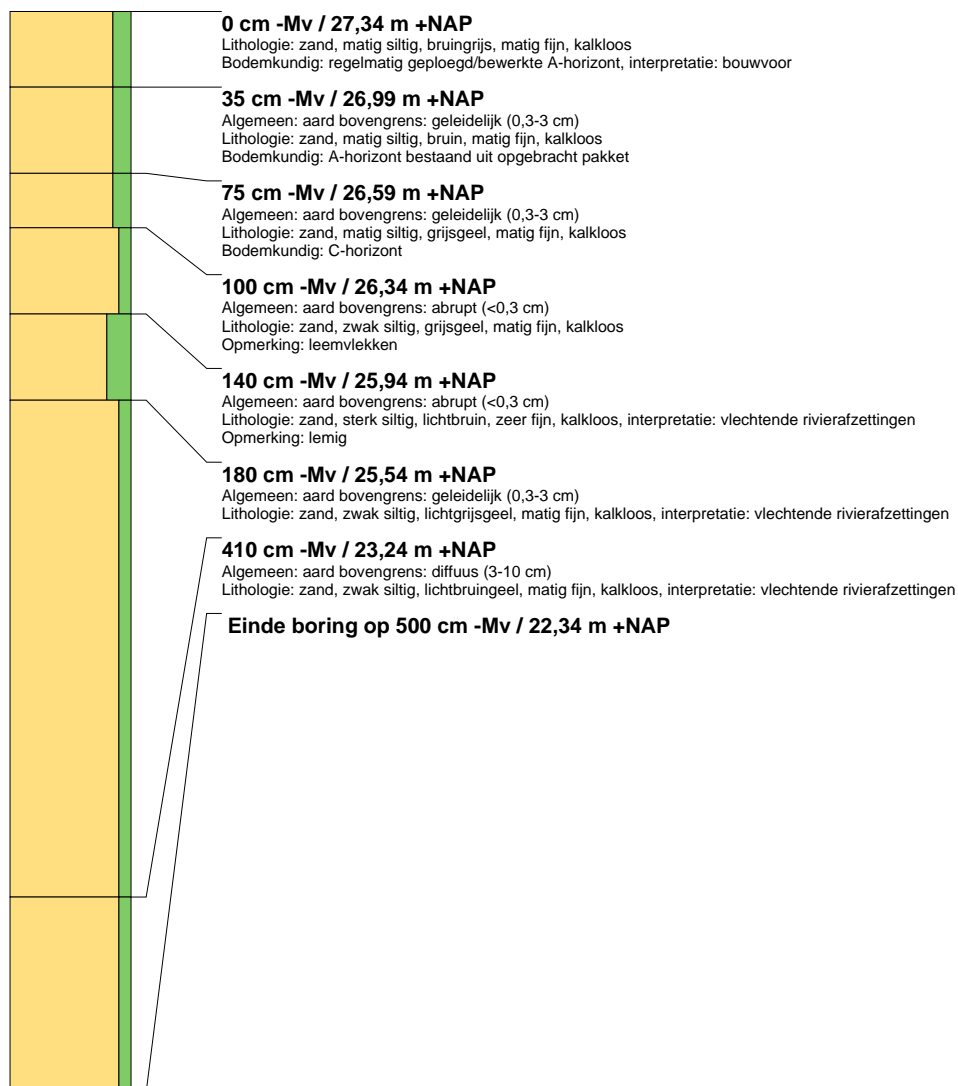 0 cm -Mv / 27,34 m +NAP
Lithologie: zand, matig siltig, bruingrijs, matig fijn, kalkloos
Bodemkundig: regelmatig geploegd/bewerkte A-horizont, interpretatie: bouwvoor
35 cm -Mv / 26,99 m +NAP
Algemeen: aard bovengrens: geleidelijk (0,3-3 cm)
Lithologie: zand, matig siltig, bruin, matig fijn, kalkloos
Bodemkundig: A-horizont bestaand uit opgebracht pakket
75 cm -Mv / 26,59 m +NAP
Algemeen: aard bovengrens: geleidelijk (0,3-3 cm)
Lithologie: zand, matig siltig, grijsgeel, matig fijn, kalkloos
Bodemkundig: C-horizont
100 cm -Mv / 26,34 m +NAP
Algemeen: aard bovengrens: abrupt (<0,3 cm)
Lithologie: zand, zwak siltig, grijsgeel, matig fijn, kalkloos
Opmerking: leemvlekken
140 cm -Mv / 25,94 m +NAP
Algemeen: aard bovengrens: abrupt (<0,3 cm)
Lithologie: zand, sterk siltig, lichtbruin, zeer fijn, kalkloos, interpretatie: vlechtende rivierafzettingen
Opmerking: lemig
180 cm -Mv / 25,54 m +NAP
Algemeen: aard bovengrens: geleidelijk (0,3-3 cm)
Lithologie: zand, zwak siltig, lichtgrijsgeel, matig fijn, kalkloos, interpretatie: vlechtende rivierafzettingen
410 cm -Mv / 23,24 m +NAP
Algemeen: aard bovengrens: diffuus (3-10 cm)
Lithologie: zand, zwak siltig, lichtbruingeel, matig fijn, kalkloos, interpretatie: vlechtende rivierafzettingen
Einde boring op 500 cm -Mv / 22,34 m +NAP